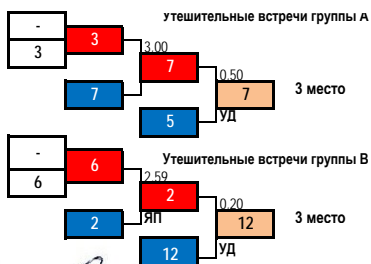 Утешительные встречи группы А
-
3
3
3,00
7
7
0,50
7
3 место
5
УД
Утешительные встречи группы В
-
6
6
2,59
2
2
ЯП
0,20
12
3 место
12
УД